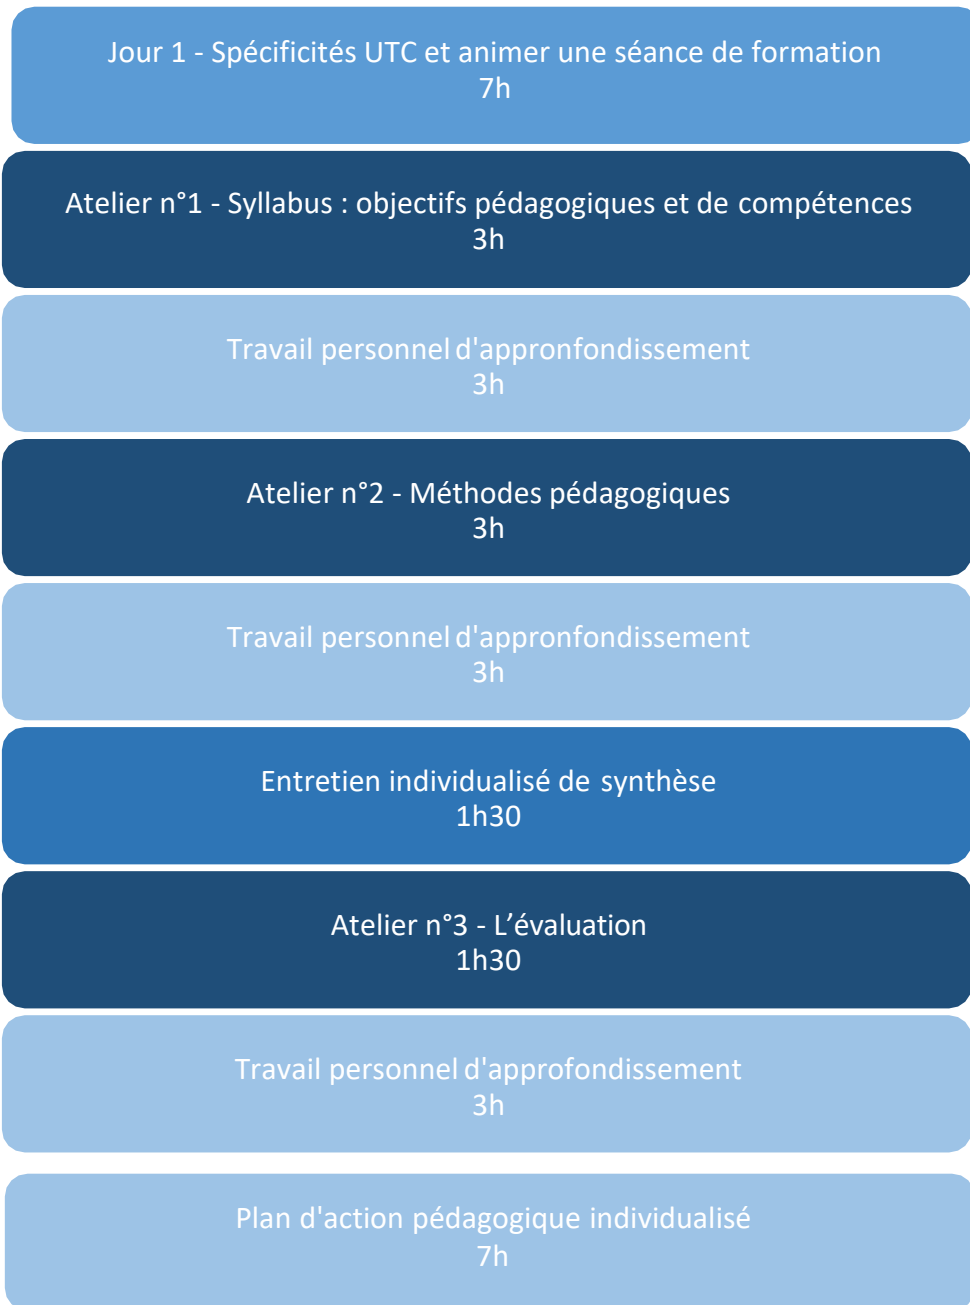 Jour 1 - Spécificités UTC et animer une séance de formation
7h
Atelier n°1 - Syllabus : objectifs pédagogiques et de compétences
3h
Travail personnel d'appronfondissement
3h
Atelier n°2 - Méthodes pédagogiques
3h
Travail personnel d'appronfondissement
3h
Entretien individualisé de synthèse
1h30
Atelier n°3 - L’évaluation
1h30
Travail personnel d'approfondissement
3h
Plan d'action pédagogique individualisé
7h